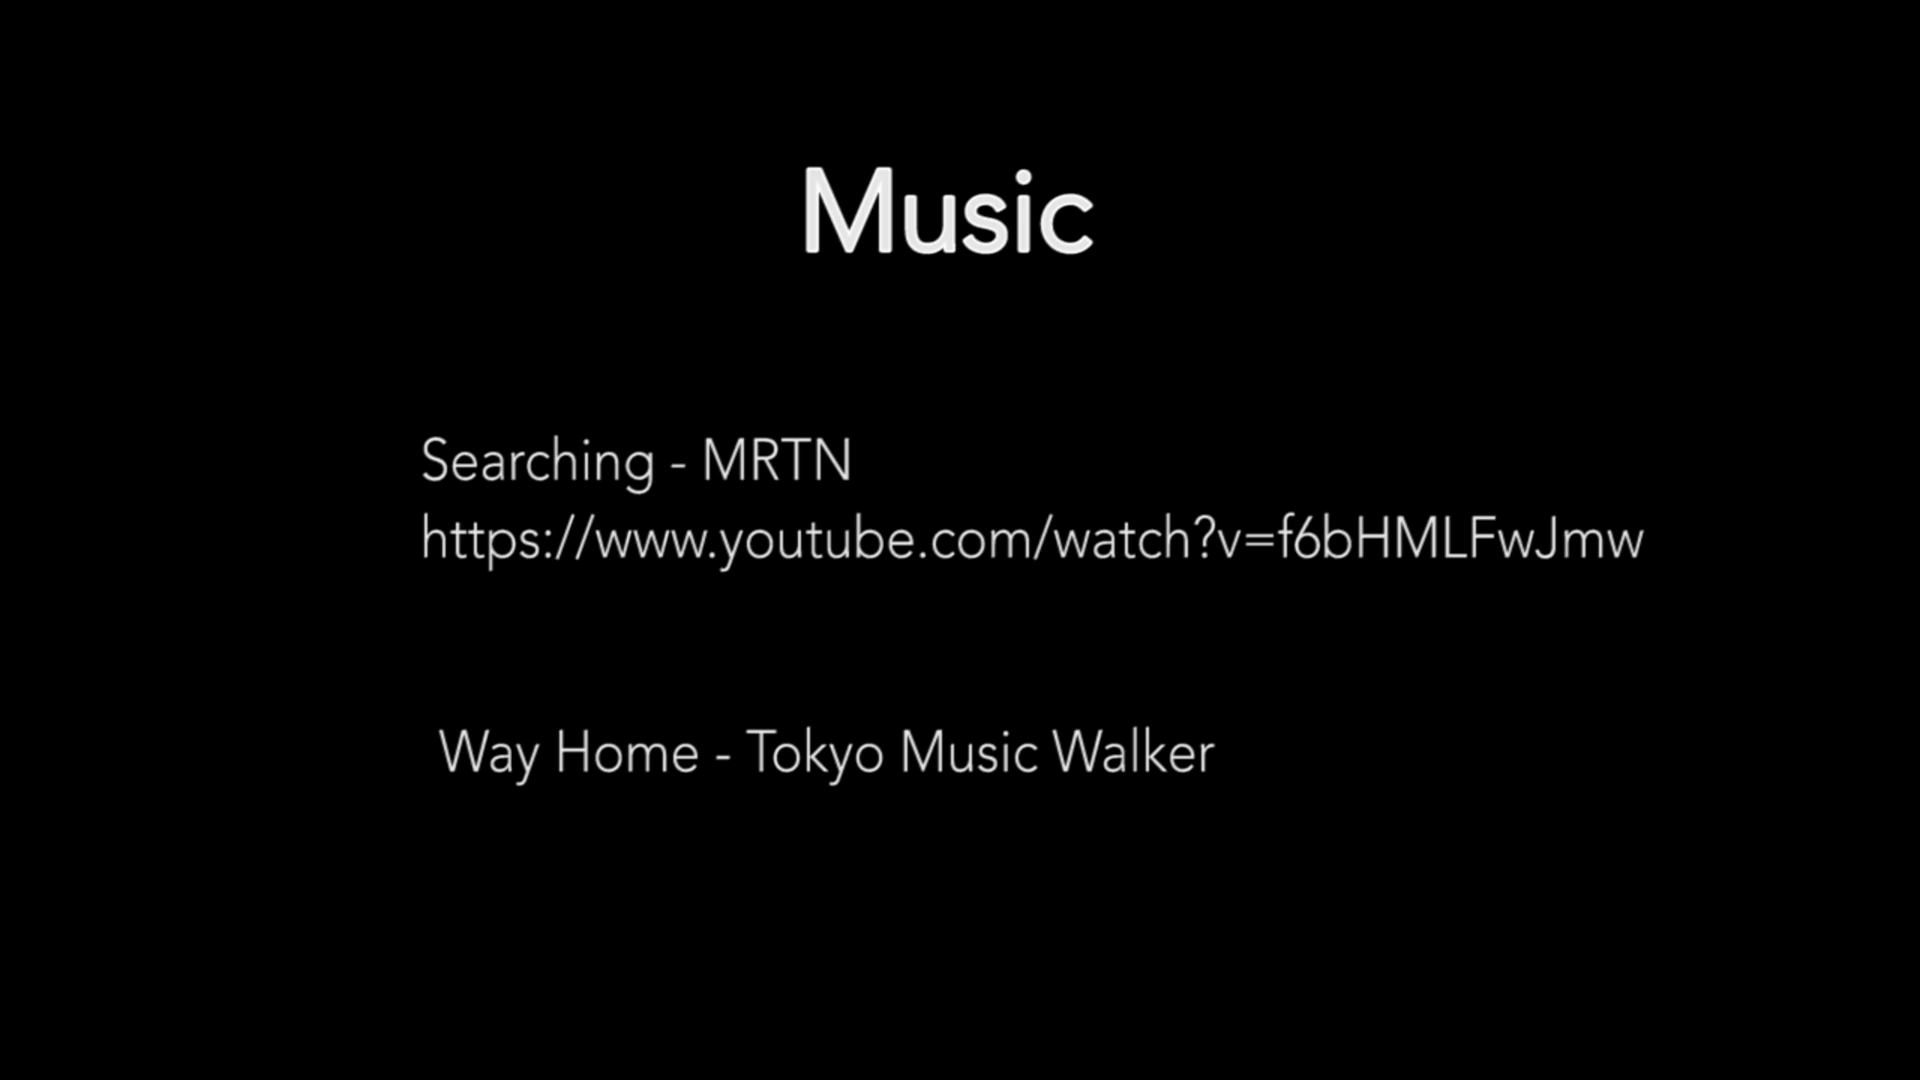 Music
Searching - MRTN
https://www.youtube.com/watch?v=f6bHMLFwJmw
Way Home - Tokyo Music Walker